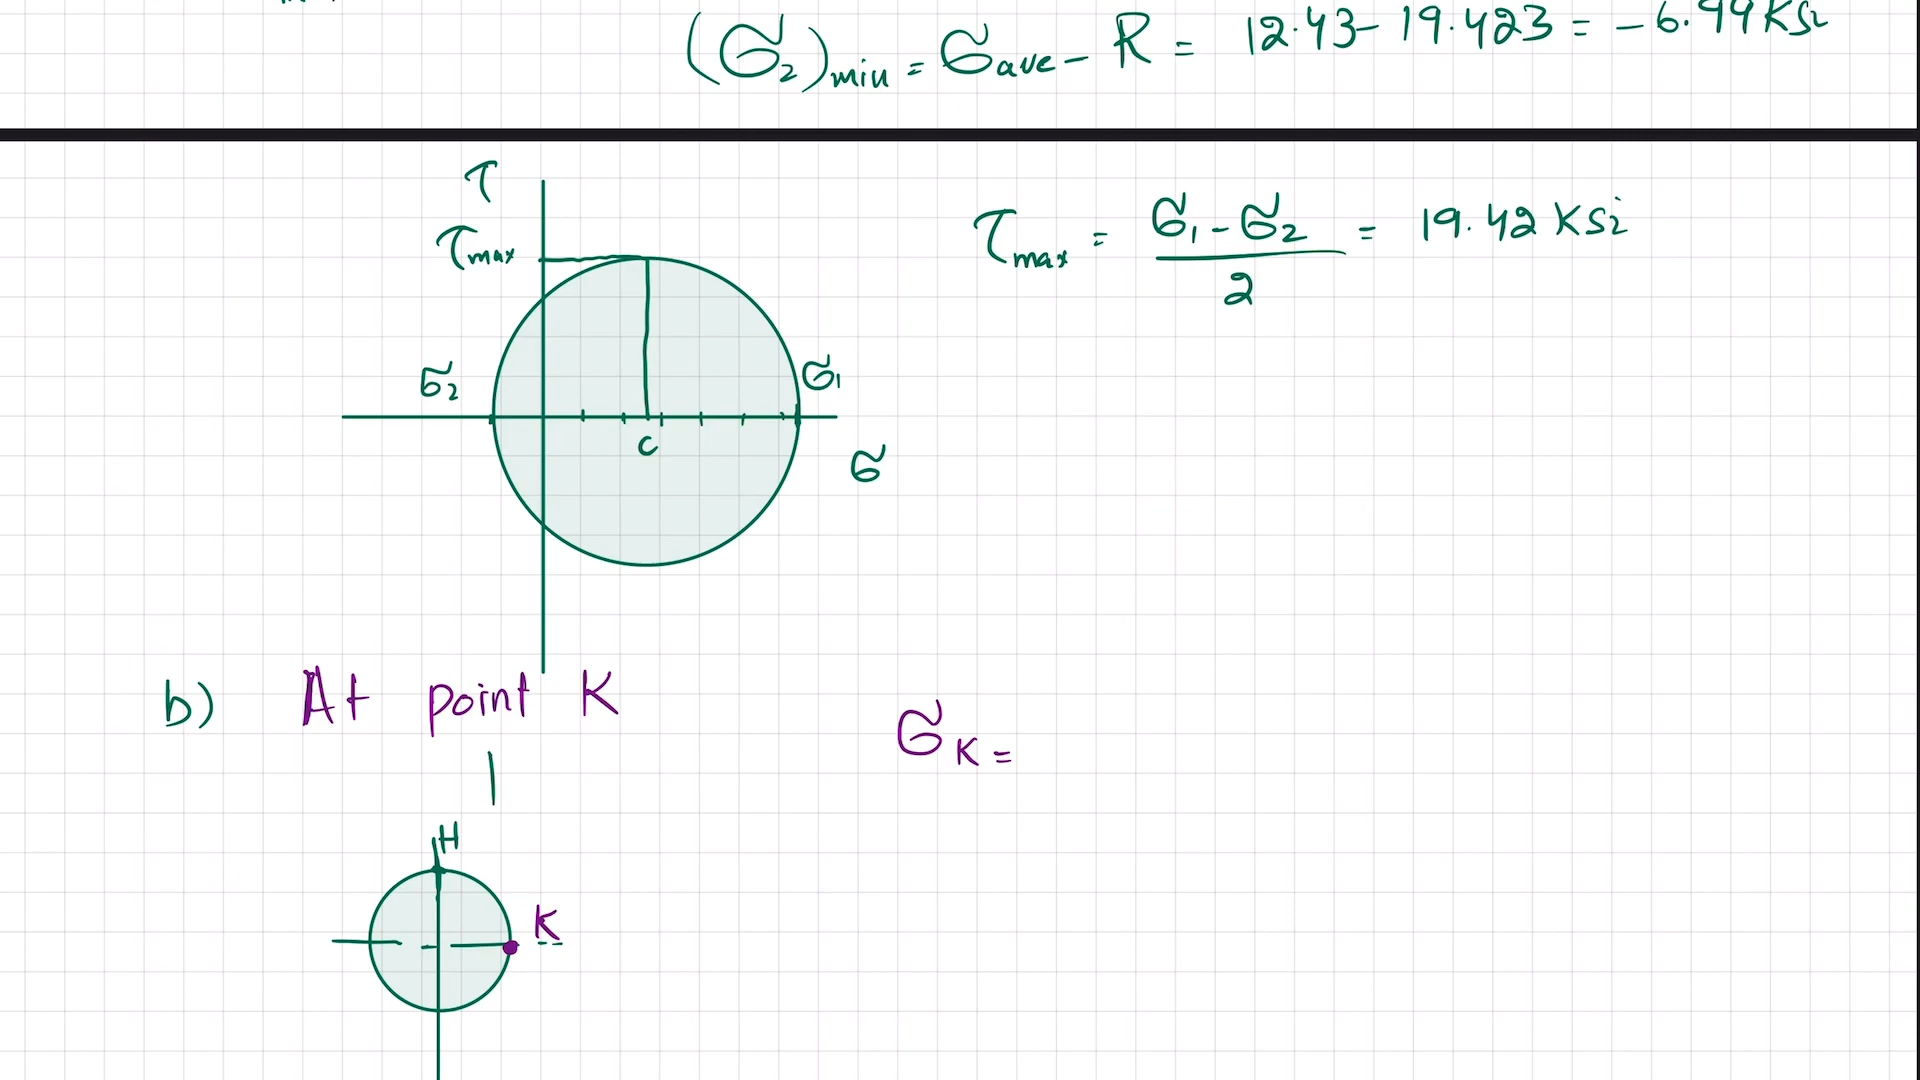 (σ₂)min = σave - R = 12.43 - 19.423 = -6.99 Ksi
τ
τmax
τmax = σ₁ - σ₂ / 2 = 19.42 Ksi
σ₂
σ₁
c
σ
b) At point K
σK =
H
K